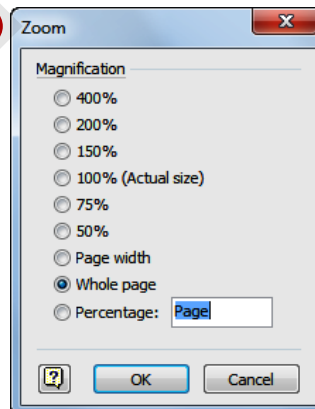 Zoom
Magnification
400%
200%
150%
100% (Actual size)
75%
50%
Page width
Whole page
Percentage: Page
OK Cancel